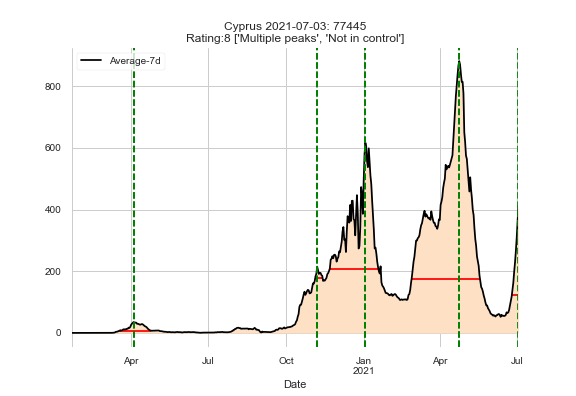 Cyprus 2021-07-03: 77445
Rating:8 ['Multiple peaks', 'Not in control']
Average-7d
800
600
400
200
0
Apr Jul Oct Jan Apr Jul
2021
Date